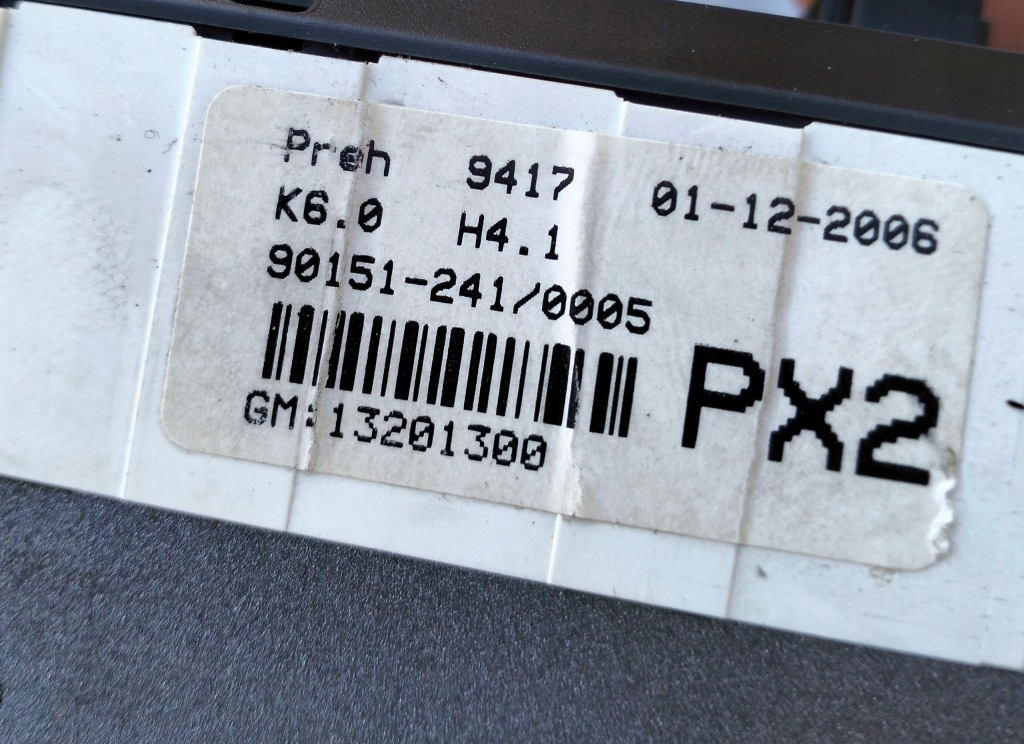 Preh 9417 01-12-2006
K6.0 H4.1
90151-241/0005
PX2
GM:13201300